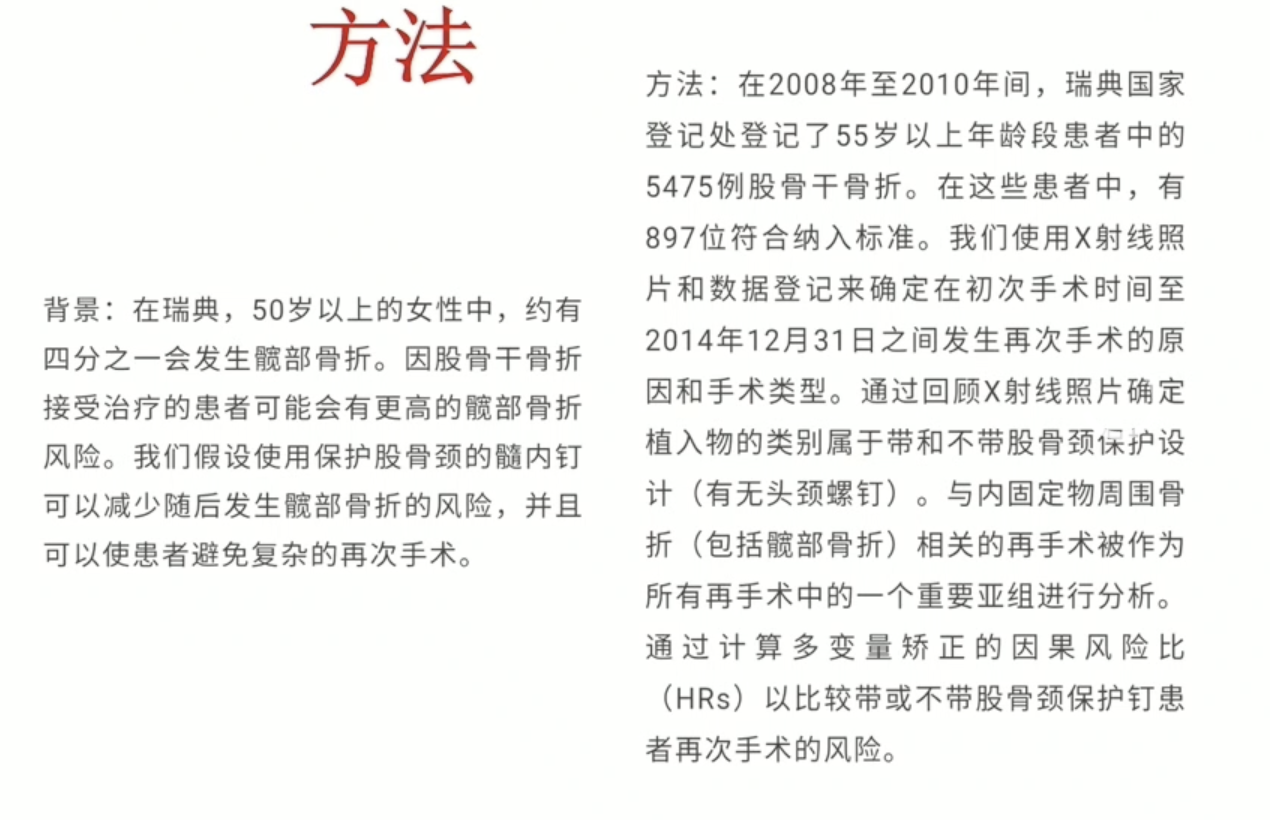 方法
背景：在瑞典，50岁以上的女性中，约有
四分之一会发生髋部骨折。因股骨干骨折
接受治疗的患者可能会有更高的髋部骨折
风险。我们假设使用保护股骨颈的髓内钉
可以减少随后发生髋部骨折的风险，并且
可以使患者避免复杂的再次手术。
方法：在2008年至2010年间，瑞典国家
登记处登记了55岁以上年龄段患者中的
5475例股骨干骨折。在这些患者中，有
897位符合纳入标准。我们使用X射线照
片和数据登记来确定在初次手术时间至
2014年12月31日之间发生再次手术的原
因和手术类型。通过回顾X射线照片确定
植入物的类别属于带和不带股骨颈保护设
计（有无头颈螺钉）。与内固定物周围骨
折（包括髋部骨折）相关的再手术被作为
所有再手术中的一个重要亚组进行分析。
通过计算多变量矫正的因果风险比
（HRs）以比较带或不带股骨颈保护钉患
者再次手术的风险。